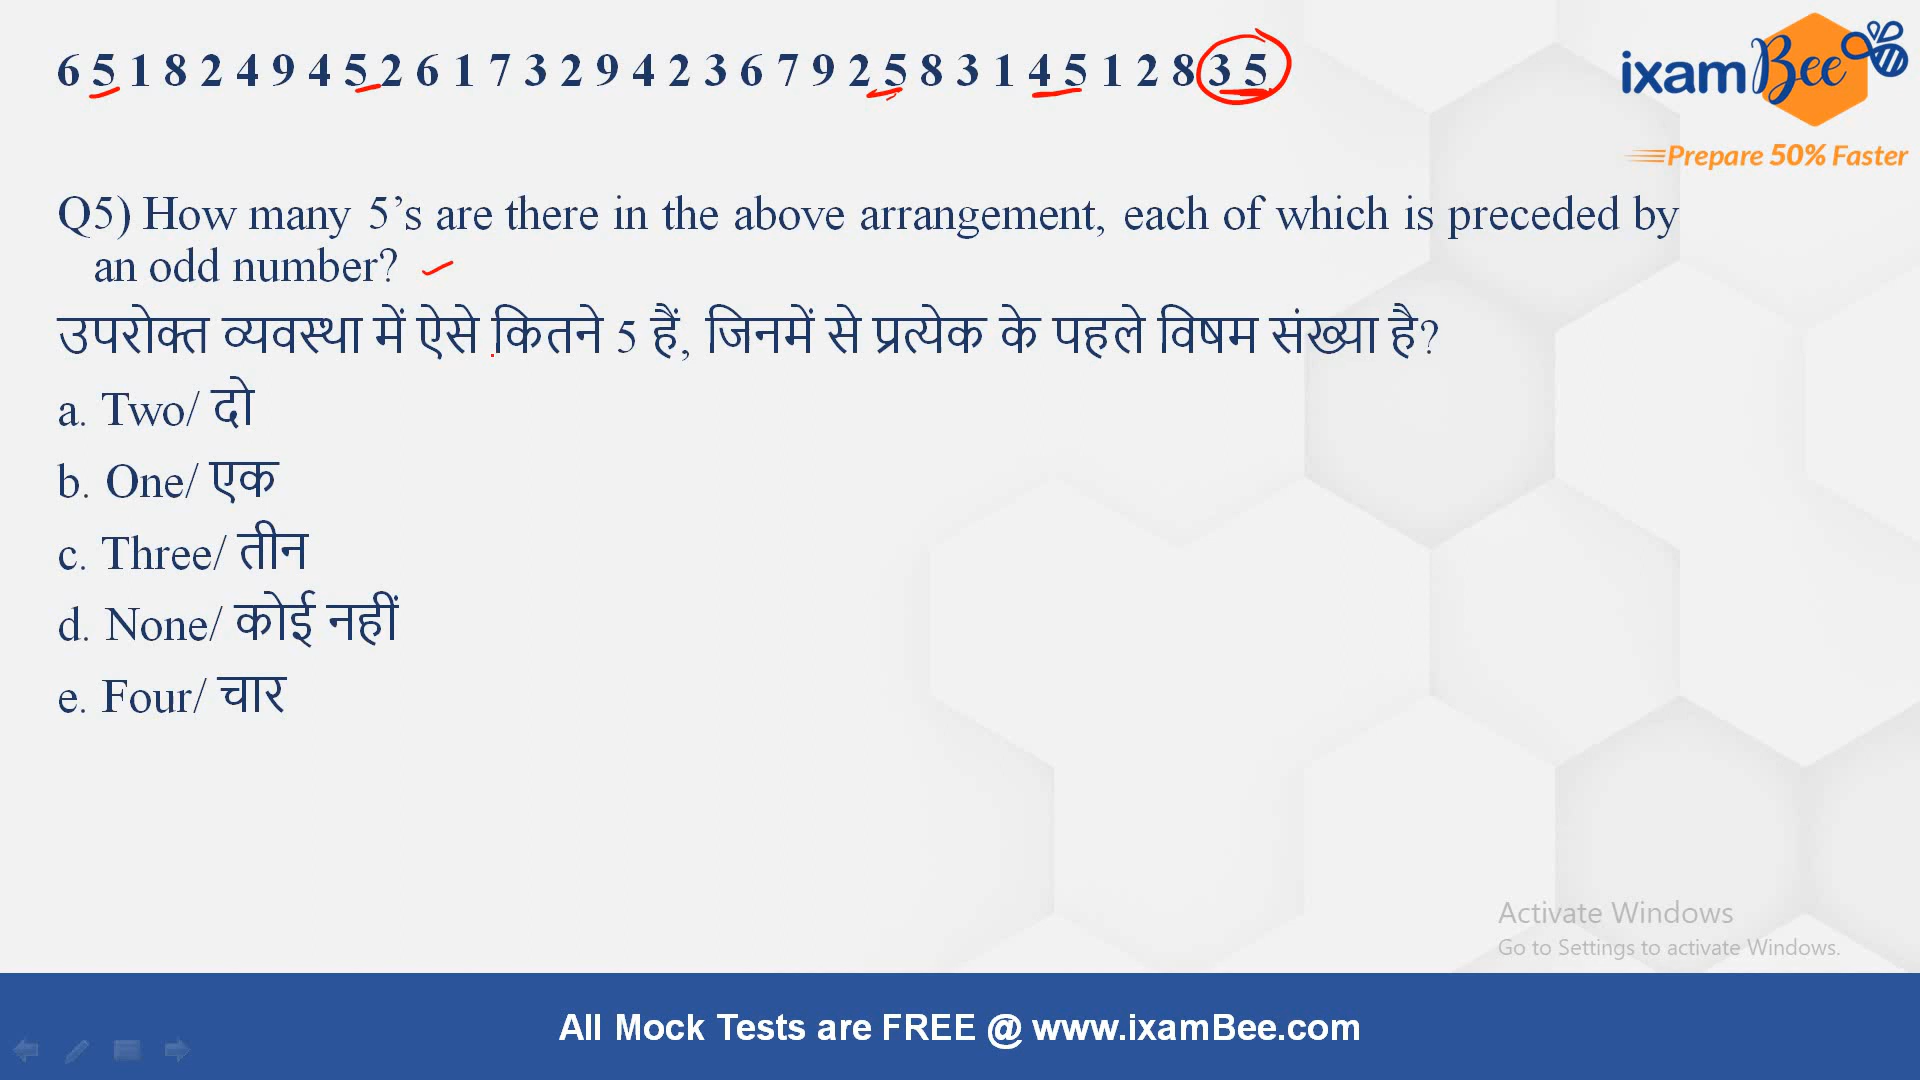 6 5 1 8 2 4 9 4 5 2 6 1 7 3 2 9 4 2 3 6 7 9 2 5 8 3 1 4 5 1 2 8 3 5
ixamBee
Prepare 50% Faster
Q5) How many 5’s are there in the above arrangement, each of which is preceded by
an odd number?
उपरोक्त व्यवस्था में ऐसे कितने 5 हैं, जिनमें से प्रत्येक के पहले विषम संख्या है?
a. Two/ दो
b. One/ एक
c. Three/ तीन
d. None/ कोई नहीं
e. Four/ चार
Activate Windows
Go to Settings to activate Windows.
All Mock Tests are FREE @ www.ixamBee.com